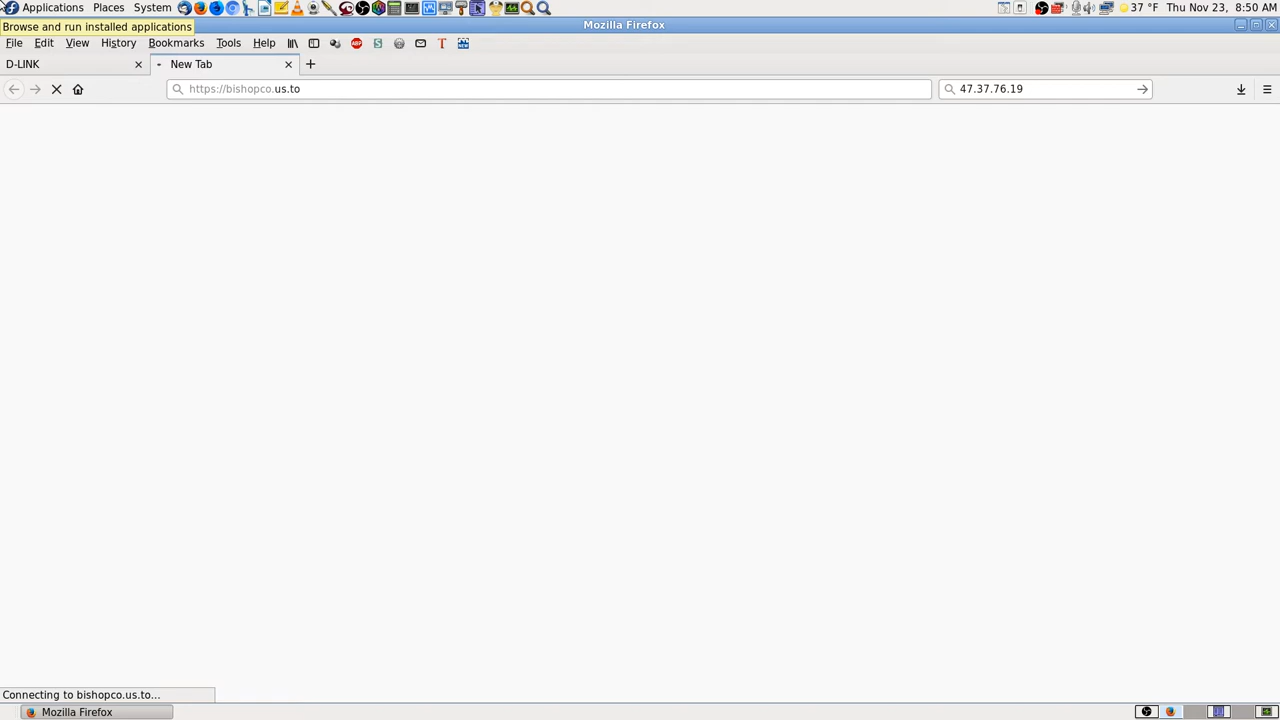 Applications Places System 37 °F Thu Nov 23, 8:50 AM
Browse and run installed applications
Mozilla Firefox
File Edit View History Bookmarks Tools Help
D-LINK New Tab
https://bishopco.us.to 47.37.76.19
Connecting to bishopco.us.to...
Mozilla Firefox